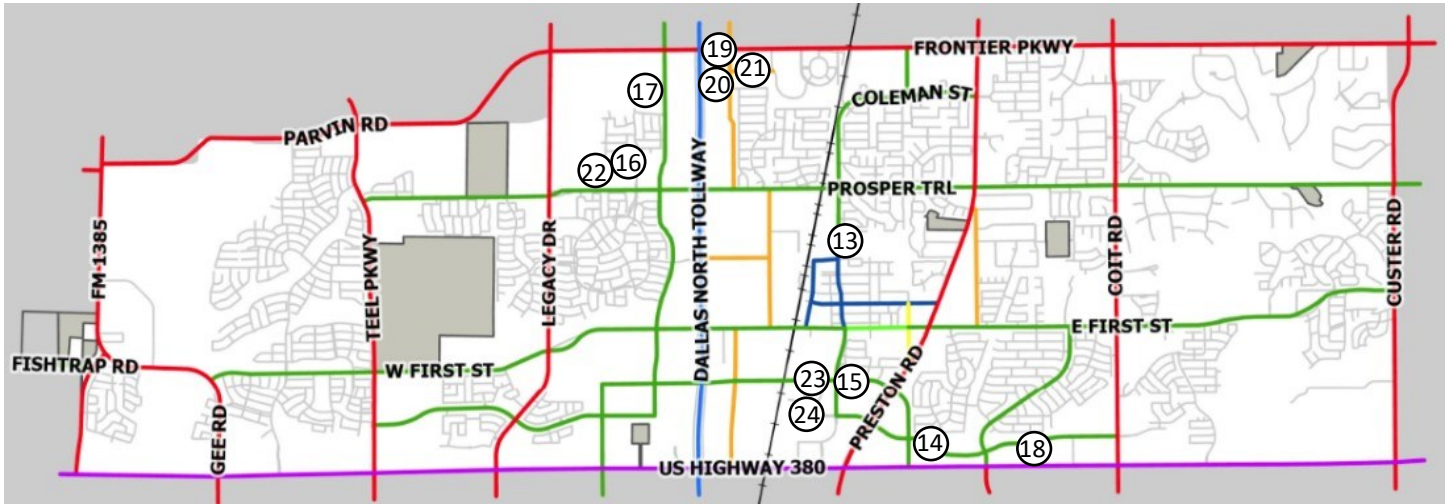 FRONTIER PKWY
19
21
20
17
COLEMAN ST
PARVIN RD
16
22
PROSPER TRL
DALLAS NORTH TOLLWAY
13
FM 1385
TEEL PKWY
LEGACY DR
COIT RD
CUSTER RD
E FIRST ST
FISHTRAP RD
W FIRST ST
23
15
24
PRESTON RD
GEE RD
14
18
US HIGHWAY 380